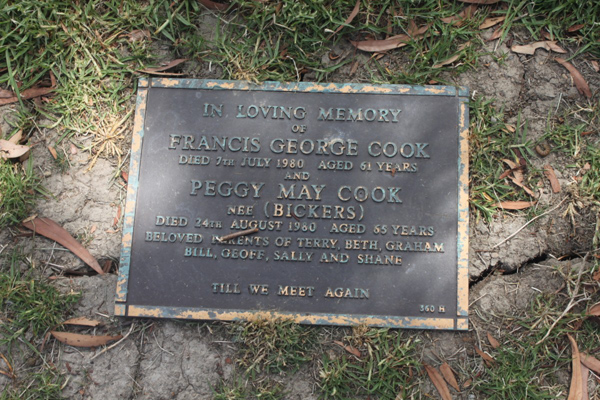 IN LOVING MEMORY
OF
FRANCIS GEORGE COOK
DIED 7TH JULY 1980 AGED 61 YEARS
AND
PEGGY MAY COOK
NEE (BICKERS)
DIED 24TH AUGUST 1980 AGED 65 YEARS
BELOVED PARENTS OF TERRY, BETH, GRAHAM
BILL, GEOFF, SALLY AND SHANE
TILL WE MEET AGAIN
340 H